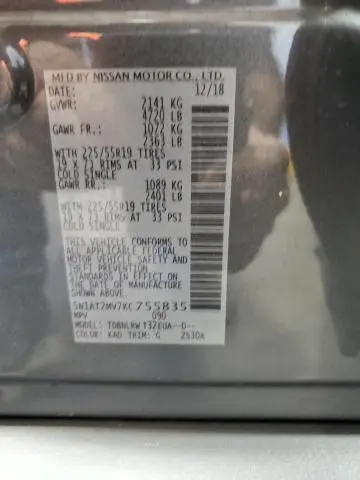 MFD BY NISSAN MOTOR CO., LTD.
DATE: 12/18
GVWR: 2141 KG
4720 LB
GAWR FR.: 1072 KG
2363 LB
WITH 225/55R19 TIRES
19 X 7J RIMS AT 33 PSI
COLD SINGLE
GAWR RR.: 1089 KG
2401 LB
WITH 225/55R19 TIRES
19 X 7J RIMS AT 33 PSI
COLD SINGLE
THIS VEHICLE CONFORMS TO
ALL APPLICABLE FEDERAL
MOTOR VEHICLE SAFETY AND
THEFT PREVENTION
STANDARDS IN EFFECT ON
THE DATE OF MANUFACTURE
SHOWN ABOVE.
5N1AT2MV7KC755835
MPV 090
MODEL:
COLOR: KAD TRIM: G 2530A